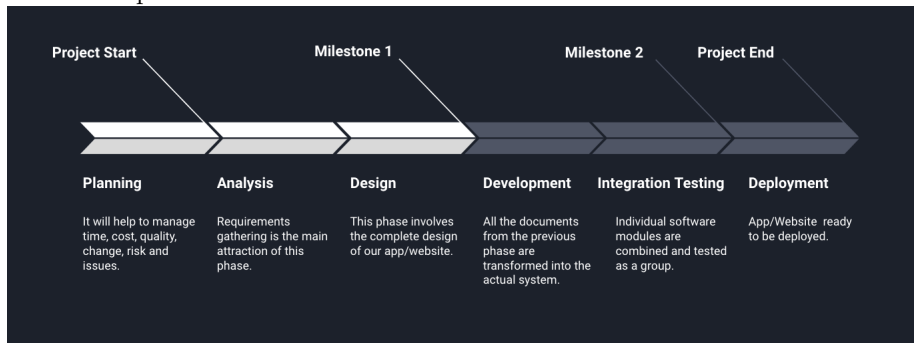 Project Start
Milestone 1
Milestone 2
Project End
Planning
Analysis
Design
Development
Integration Testing
Deployment
It will help to manage
time, cost, quality,
change, risk and
issues.
Requirements
gathering is the main
attraction of this
phase.
This phase involves
the complete design
of our app/website.
All the documents
from the previous
phase are
transformed into the
actual system.
Individual software
modules are
combined and tested
as a group.
App/Website ready
to be deployed.